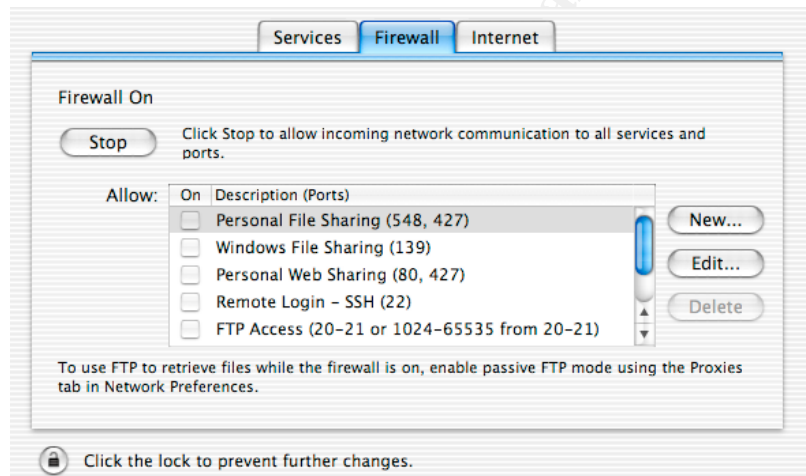 Services Firewall Internet
Firewall On
Stop
Click Stop to allow incoming network communication to all services and
ports.
Allow:
On Description (Ports)
Personal File Sharing (548, 427)
Windows File Sharing (139)
Personal Web Sharing (80, 427)
Remote Login – SSH (22)
FTP Access (20-21 or 1024-65535 from 20-21)
New...
Edit...
Delete
To use FTP to retrieve files while the firewall is on, enable passive FTP mode using the Proxies
tab in Network Preferences.
Click the lock to prevent further changes.